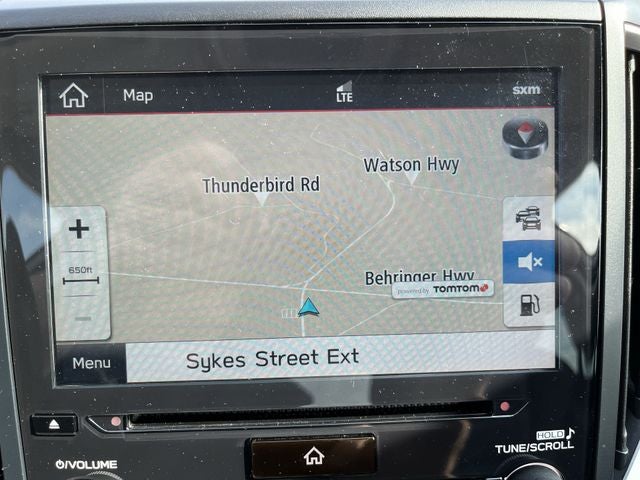 Map
LTE
sxm
Watson Hwy
Thunderbird Rd
+
650ft
Behringer Hwy
powered by TOMTOM
-
Menu
Sykes Street Ext
HOLD
TUNE/SCROLL
VOLUME